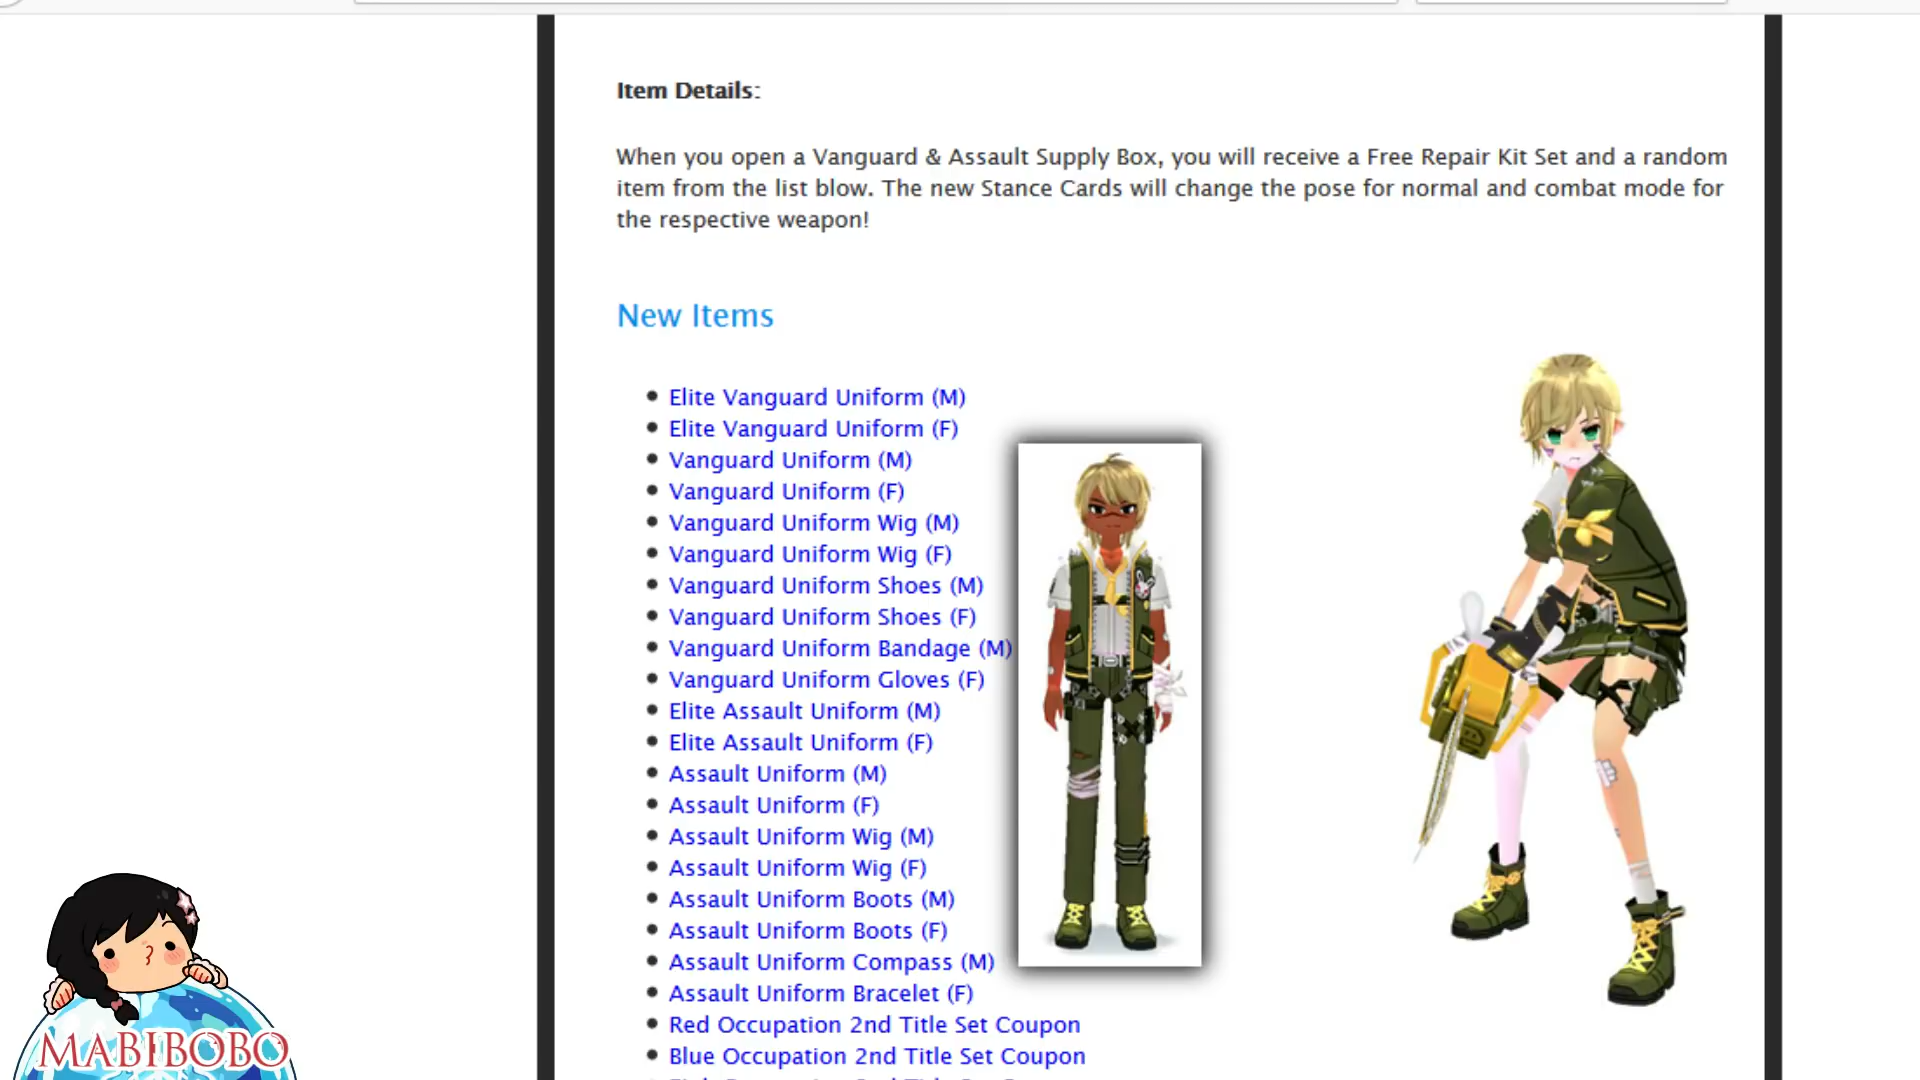 Item Details:
When you open a Vanguard & Assault Supply Box, you will receive a Free Repair Kit Set and a random
item from the list blow. The new Stance Cards will change the pose for normal and combat mode for
the respective weapon!
New Items
Elite Vanguard Uniform (M)
Elite Vanguard Uniform (F)
Vanguard Uniform (M)
Vanguard Uniform (F)
Vanguard Uniform Wig (M)
Vanguard Uniform Wig (F)
Vanguard Uniform Shoes (M)
Vanguard Uniform Shoes (F)
Vanguard Uniform Bandage (M)
Vanguard Uniform Gloves (F)
Elite Assault Uniform (M)
Elite Assault Uniform (F)
Assault Uniform (M)
Assault Uniform (F)
Assault Uniform Wig (M)
Assault Uniform Wig (F)
Assault Uniform Boots (M)
Assault Uniform Boots (F)
Assault Uniform Compass (M)
Assault Uniform Bracelet (F)
Red Occupation 2nd Title Set Coupon
Blue Occupation 2nd Title Set Coupon
MABIBOBO